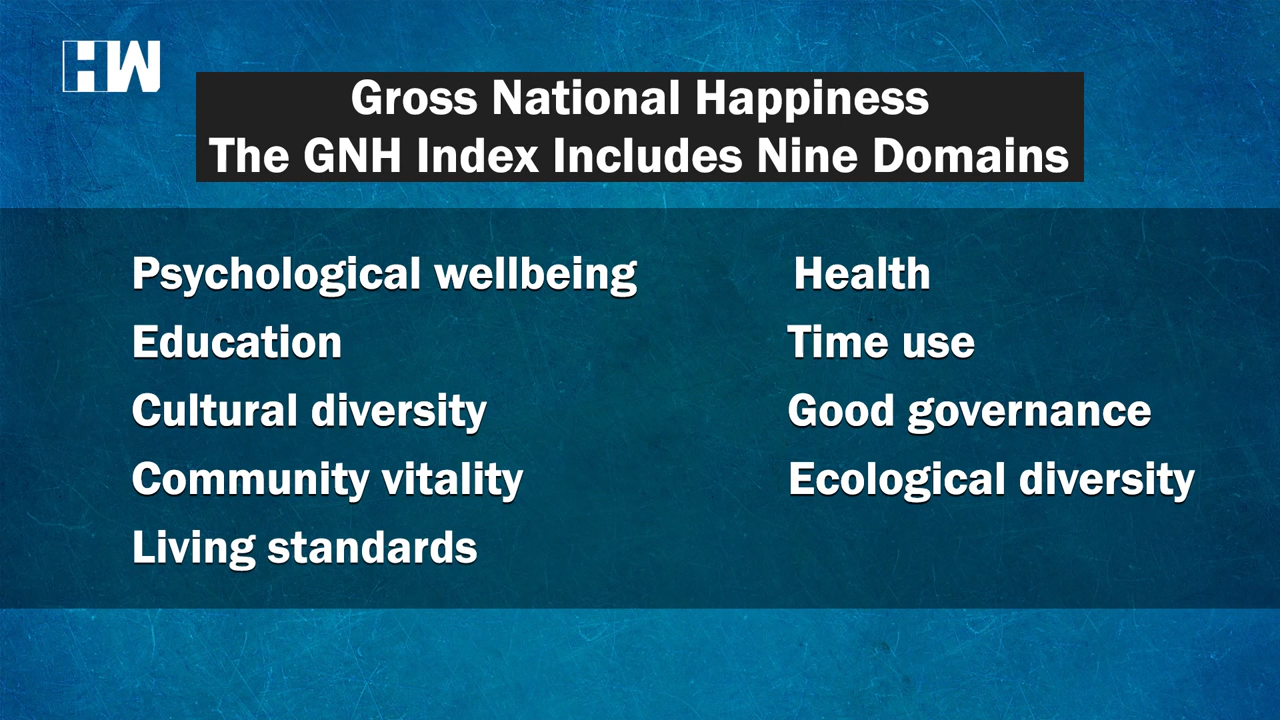 HW
Gross National Happiness
The GNH Index Includes Nine Domains
Psychological wellbeing
Health
Education
Time use
Cultural diversity
Good governance
Community vitality
Ecological diversity
Living standards